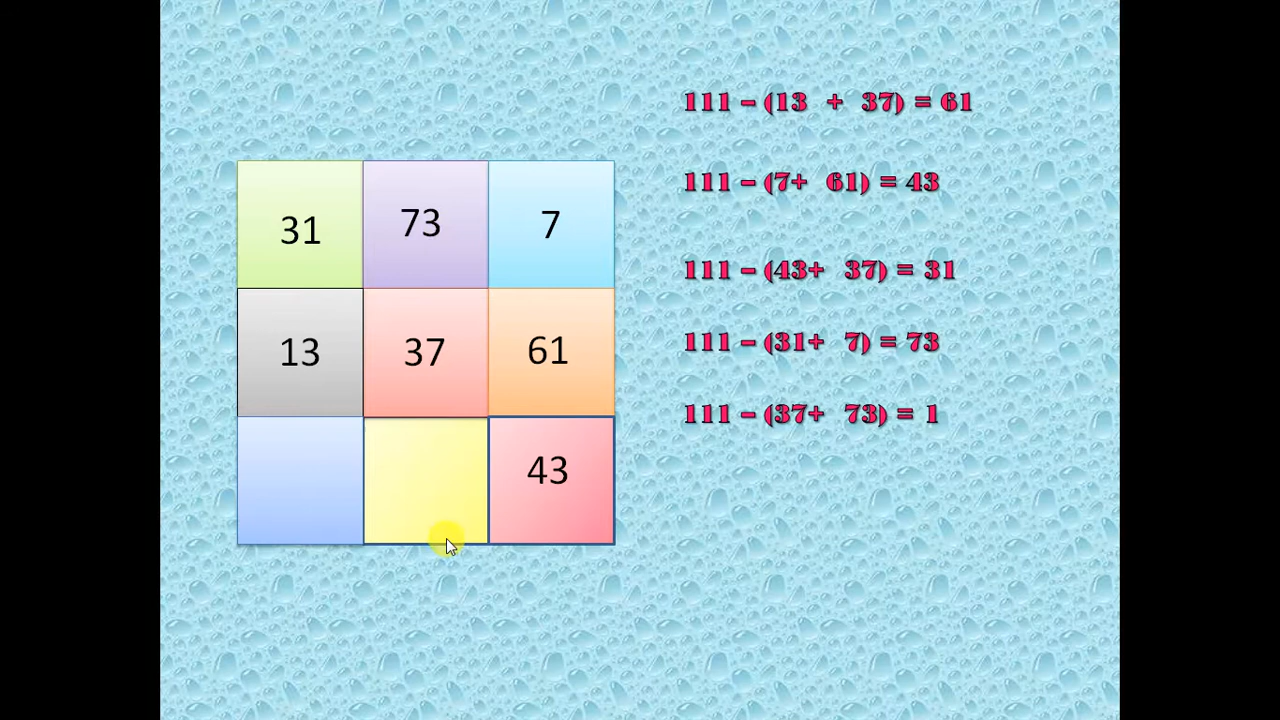 31 73 7
13 37 61
43
111 – (13 + 37) = 61
111 – (7+ 61) = 43
111 – (43+ 37) = 31
111 – (31+ 7) = 73
111 – (37+ 73) = 1